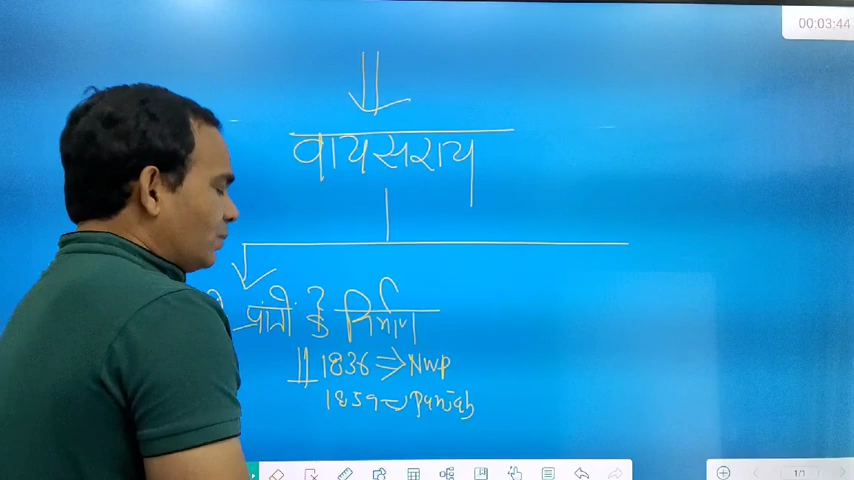 00:03:44
वायसराय
प्रांतों के निर्माण
1836 ⇒ NWP
1859 ⇒ Punjab
1/1